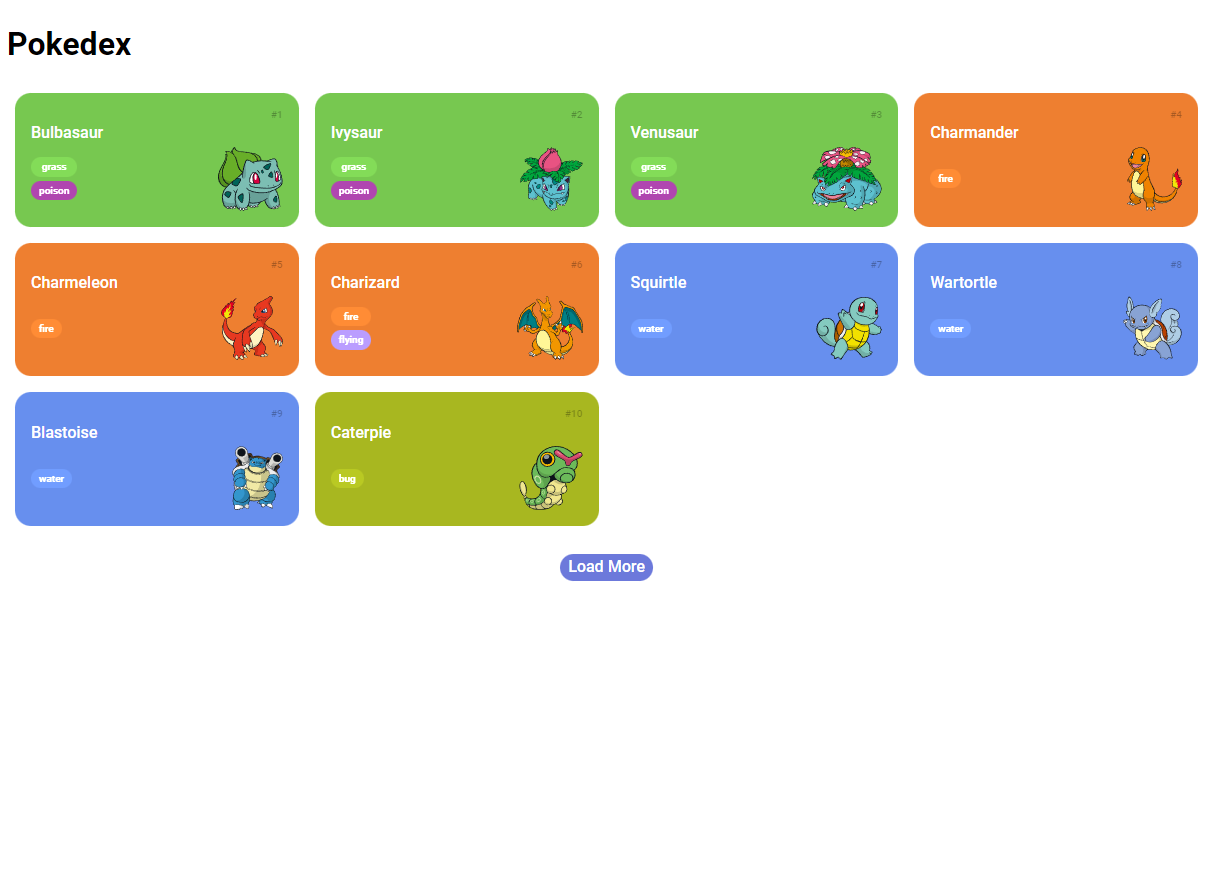 Pokedex
#1
Bulbasaur
grass
poison
#2
Ivysaur
grass
poison
#3
Venusaur
grass
poison
#4
Charmander
fire
#5
Charmeleon
fire
#6
Charizard
fire
flying
#7
Squirtle
water
#8
Wartortle
water
#9
Blastoise
water
#10
Caterpie
bug
Load More